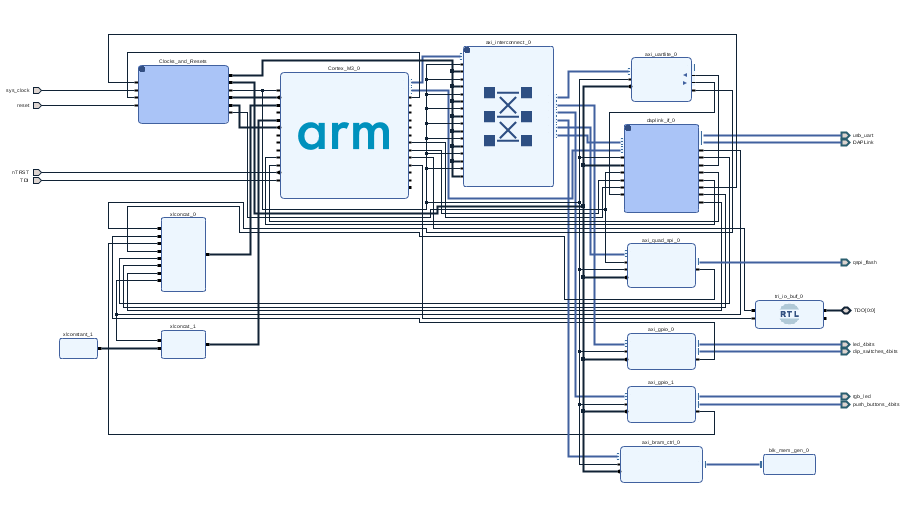 axi_interconnect_0
axi_uartlite_0
Clocks_and_Resets
Cortex_M3_0
sys_clock
reset
arm
daplink_if_0
usb_uart
DAPLink
nTRST
TDI
xlconcat_0
axi_quad_spi_0
qspi_flash
tri_io_buf_0
RTL
TDO[0:0]
xlconcat_1
xlconstant_1
axi_gpio_0
led_4bits
dip_switches_4bits
axi_gpio_1
rgb_led
push_buttons_4bits
axi_bram_ctrl_0
blk_mem_gen_0